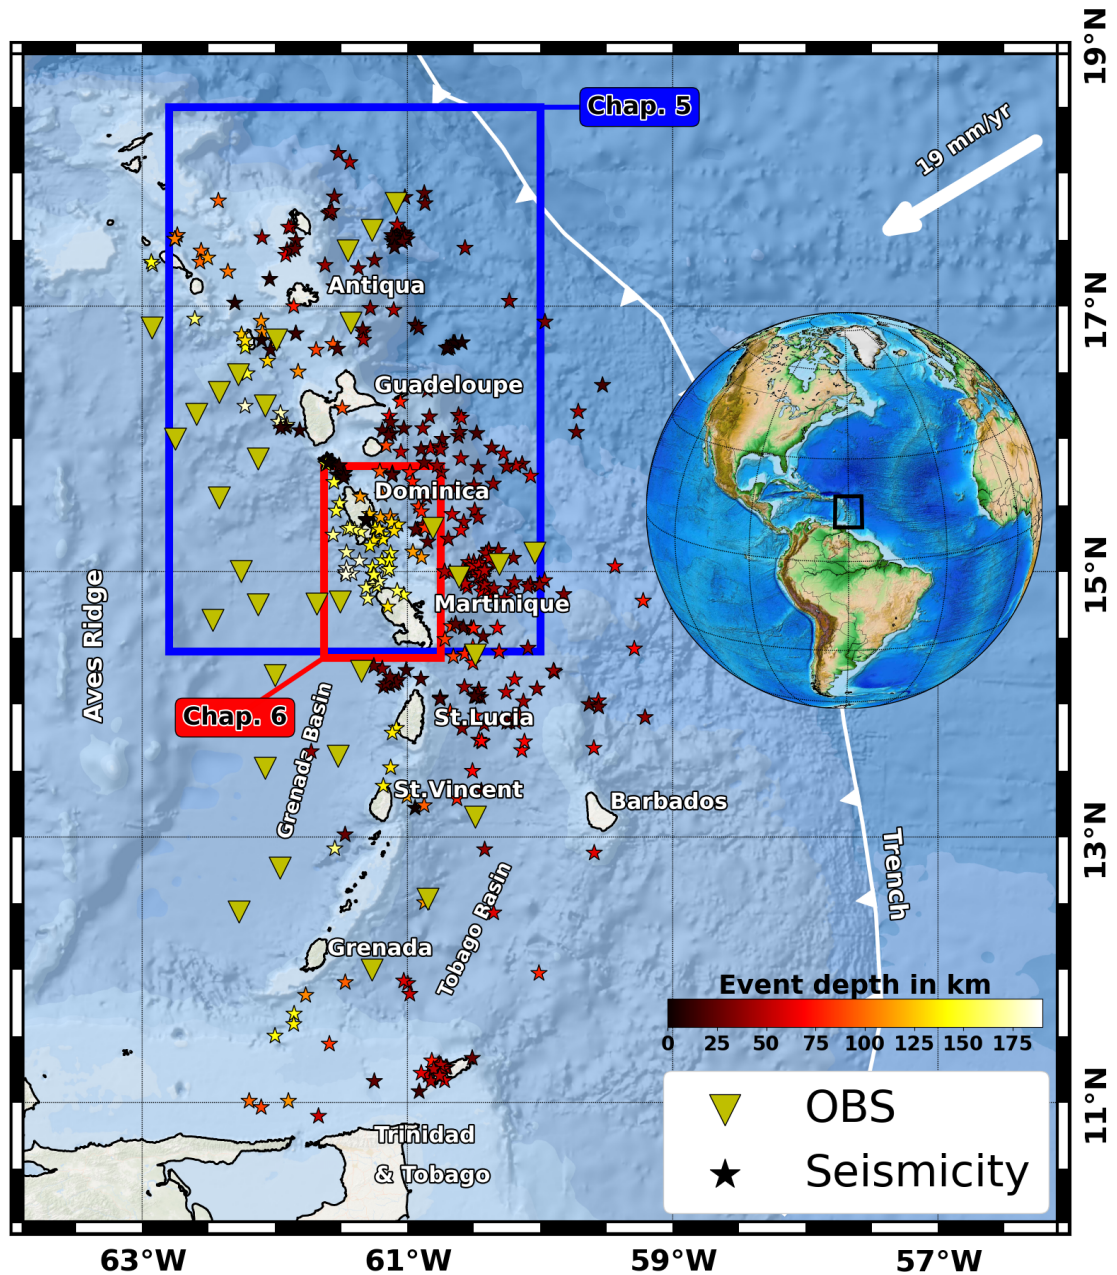 19°N
Chap. 5
19 mm/yr
Antiqua
17°N
Guadeloupe
Dominica
15°N
Martinique
Aves Ridge
Chap. 6
St.Lucia
Grenada Basin
St.Vincent
Barbados
13°N
Trench
Tobago Basin
Grenada
Event depth in km
0 25 50 75 100 125 150 175
OBS
11°N
Trinidad
& Tobago
Seismicity
63°W 61°W 59°W 57°W